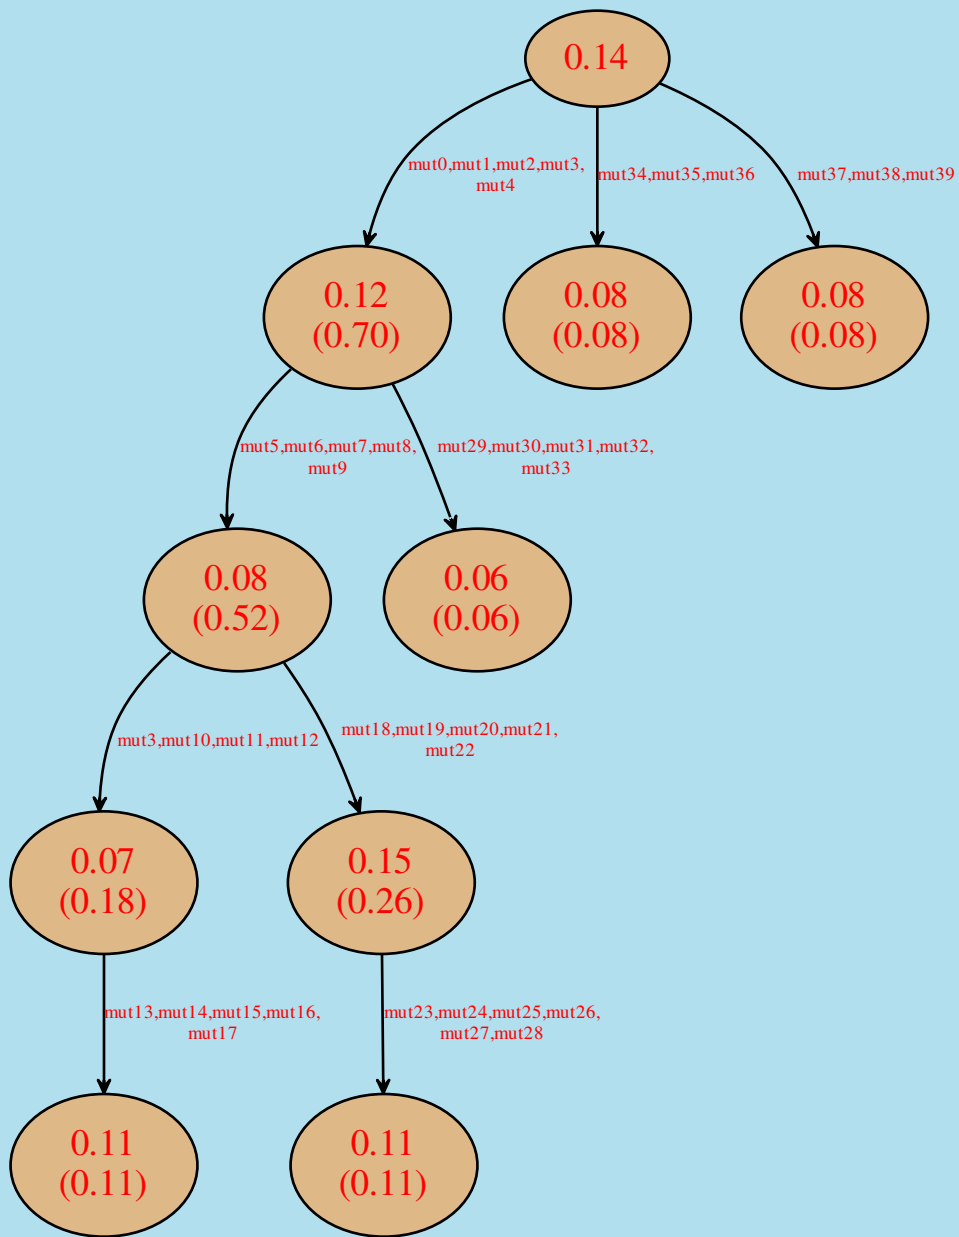 0.14
mut0,mut1,mut2,mut3,
mut4
mut34,mut35,mut36
mut37,mut38,mut39
0.12
(0.70)
0.08
(0.08)
0.08
(0.08)
mut5,mut6,mut7,mut8,
mut9
mut29,mut30,mut31,mut32,
mut33
0.08
(0.52)
0.06
(0.06)
mut3,mut10,mut11,mut12
mut18,mut19,mut20,mut21,
mut22
0.07
(0.18)
0.15
(0.26)
mut13,mut14,mut15,mut16,
mut17
mut23,mut24,mut25,mut26,
mut27,mut28
0.11
(0.11)
0.11
(0.11)